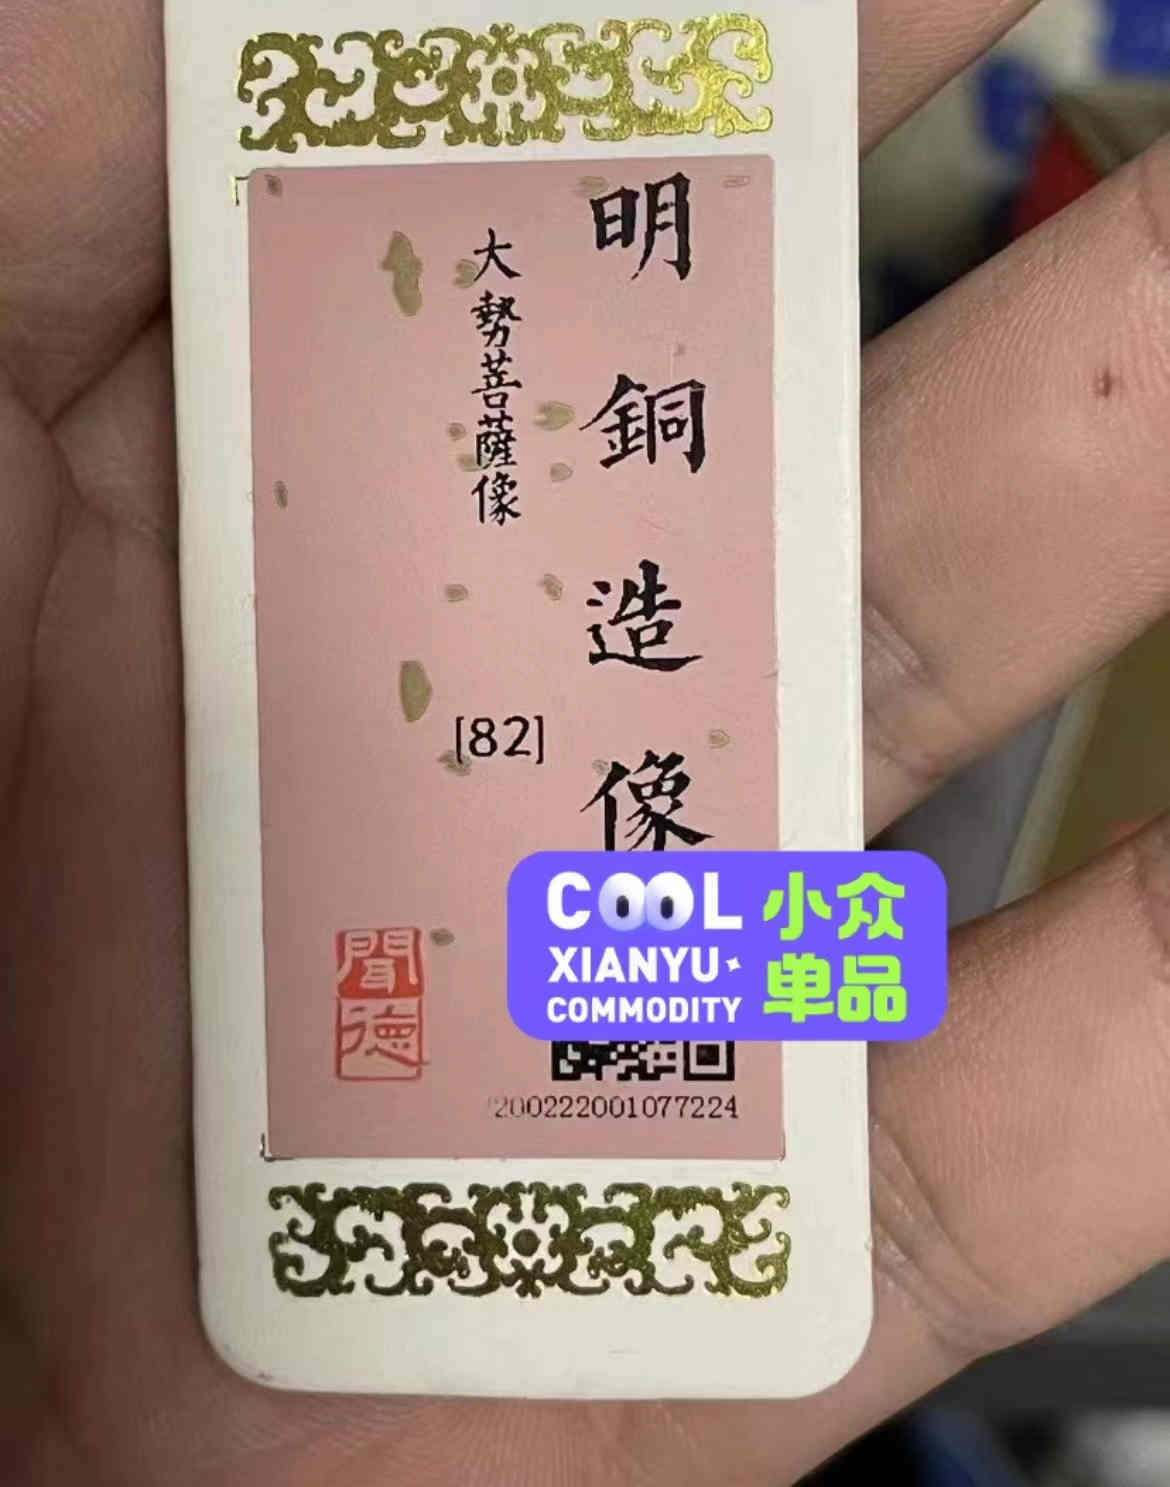 明銅造像
大勢菩薩像
[82]
聞德
COOL 小众
XIANYU 单品
COMMODITY
200222001077224